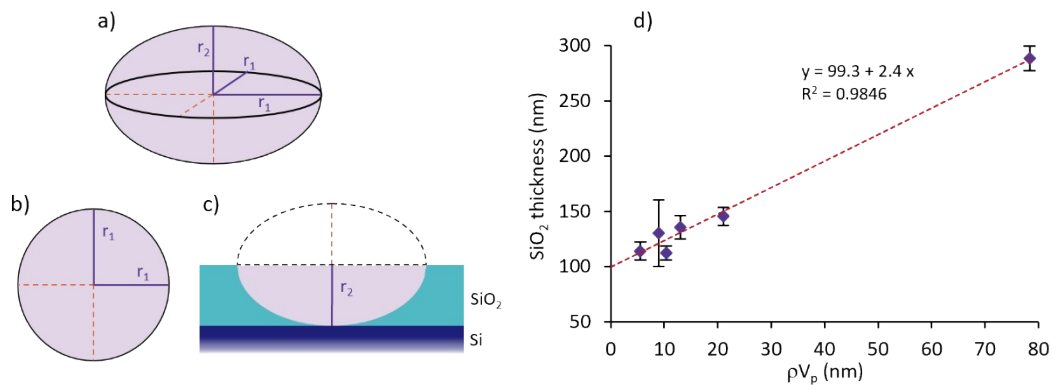 a)
r2
r1
r1
b)
r1
r1
c)
r2
SiO2
Si
d)
300
250
200
150
100
50
SiO2 thickness (nm)
y = 99.3 + 2.4 x
R² = 0.9846
0 10 20 30 40 50 60 70 80
ρVp (nm)